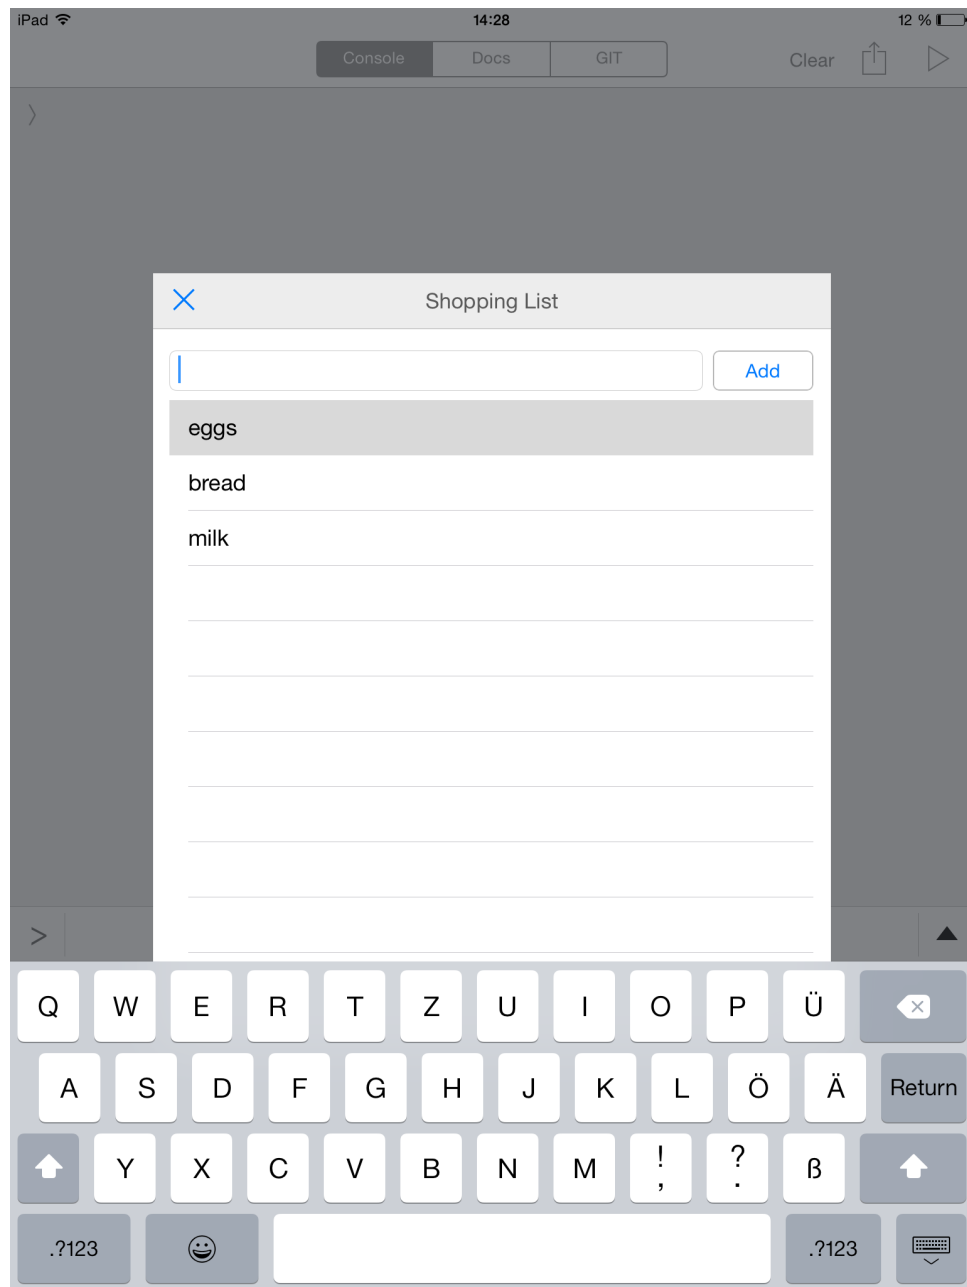 iPad 14:28 12 %
Console Docs GIT Clear
Shopping List
Add
eggs
bread
milk
>
Q W E R T Z U I O P Ü
A S D F G H J K L Ö Ä Return
Y X C V B N M ! , ? . ß
.?123 .?123